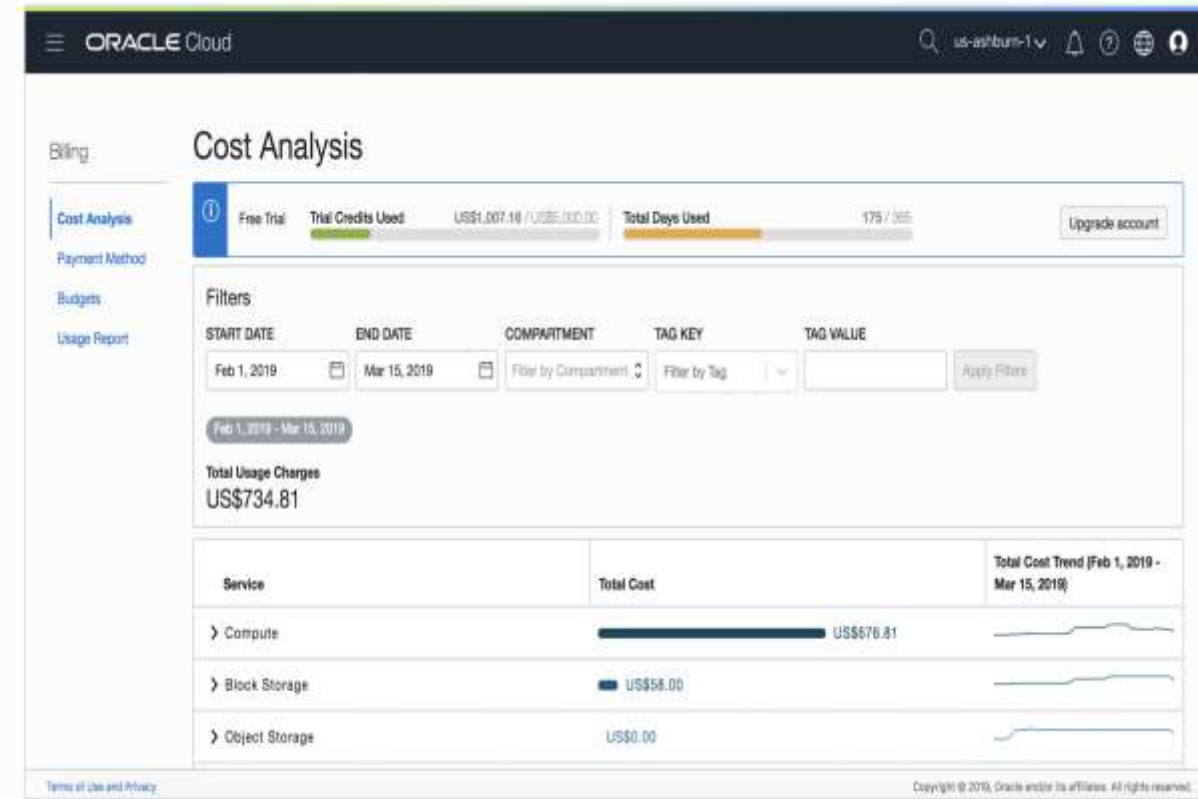 ORACLE Cloud
us-ashburn-1
Billing
Cost Analysis
Payment Method
Budgets
Usage Report
Cost Analysis
Free Trial
Trial Credits Used US$1,007.16 / US$5,000.00
Total Days Used 175 / 365
Upgrade account
Filters
START DATE END DATE COMPARTMENT TAG KEY TAG VALUE
Feb 1, 2019 Mar 15, 2019 Filter by Compartment Filter by Tag Apply Filters
Feb 1, 2019 - Mar 15, 2019
Total Usage Charges
US$734.81
Service Total Cost Total Cost Trend (Feb 1, 2019 -
Mar 15, 2019)
Compute US$676.81
Block Storage US$58.00
Object Storage US$0.00
Terms of Use and Privacy Copyright © 2019, Oracle and/or its affiliates. All rights reserved.